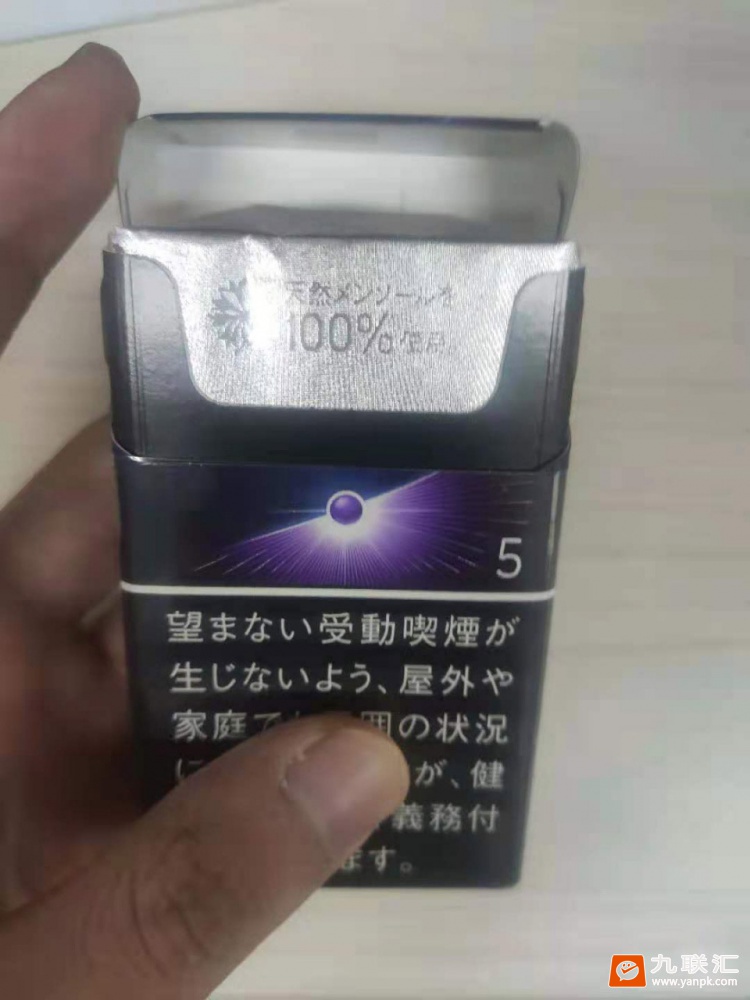 天然メンソールを
100%使用。
5
望まない受動喫煙が
生じないよう、屋外や
家庭で 囲の状況
に が、健
義務付
ます。
九联汇
www.yanpk.com